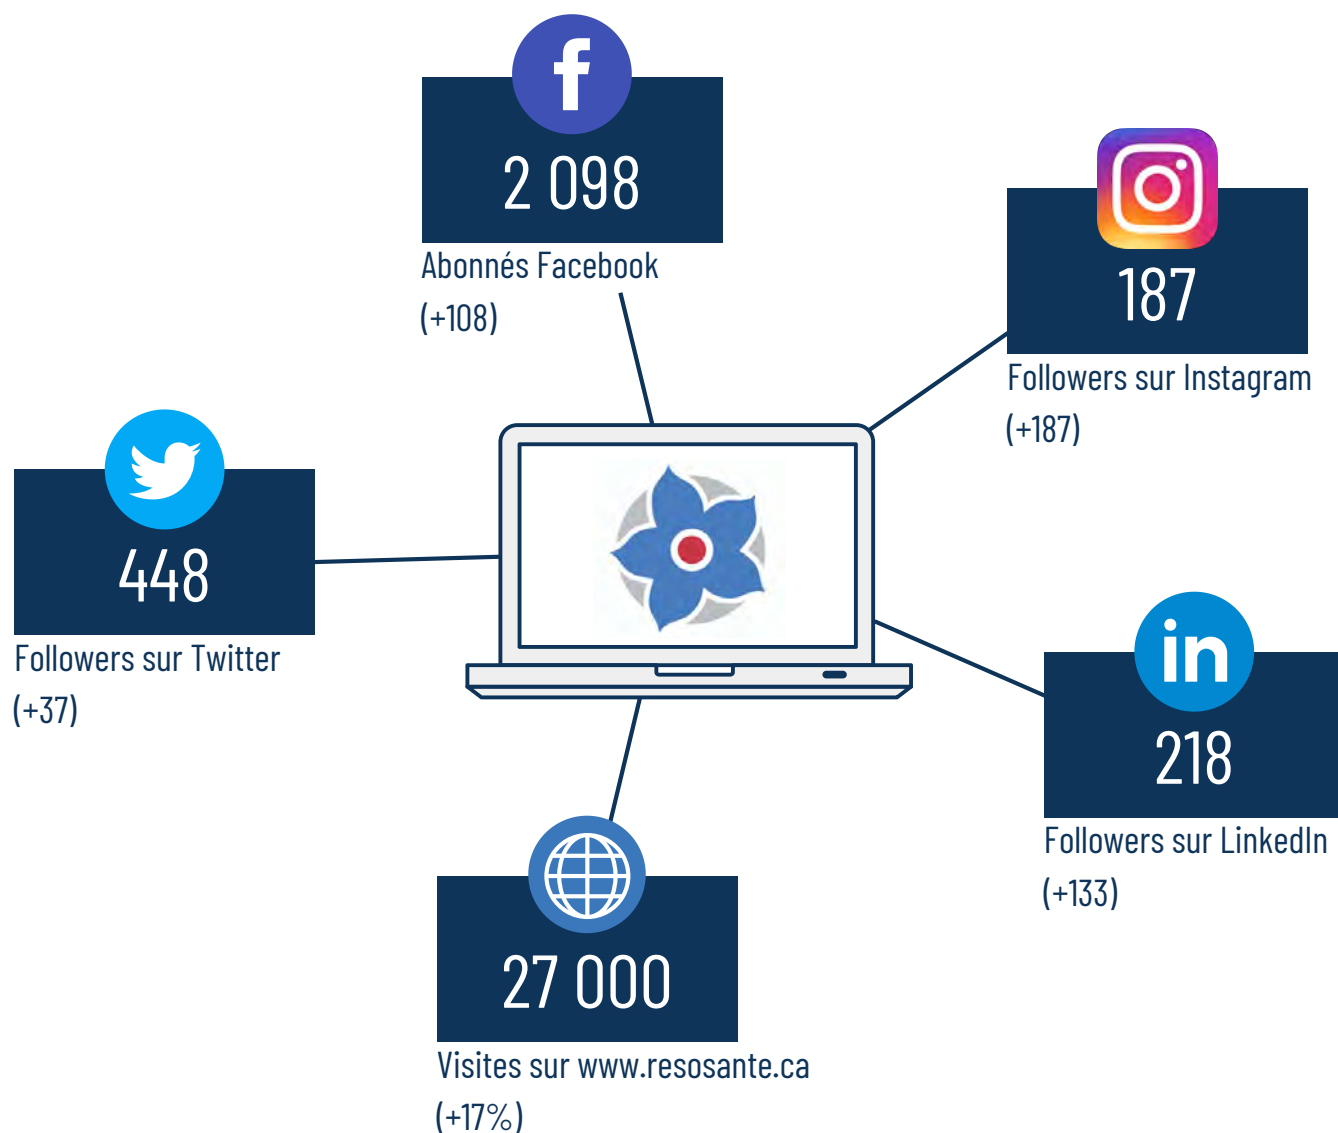 2 098
Abonnés Facebook
(+108)
187
Followers sur Instagram
(+187)
448
Followers sur Twitter
(+37)
in
218
Followers sur LinkedIn
(+133)
27 000
Visites sur www.resosante.ca
(+17%)